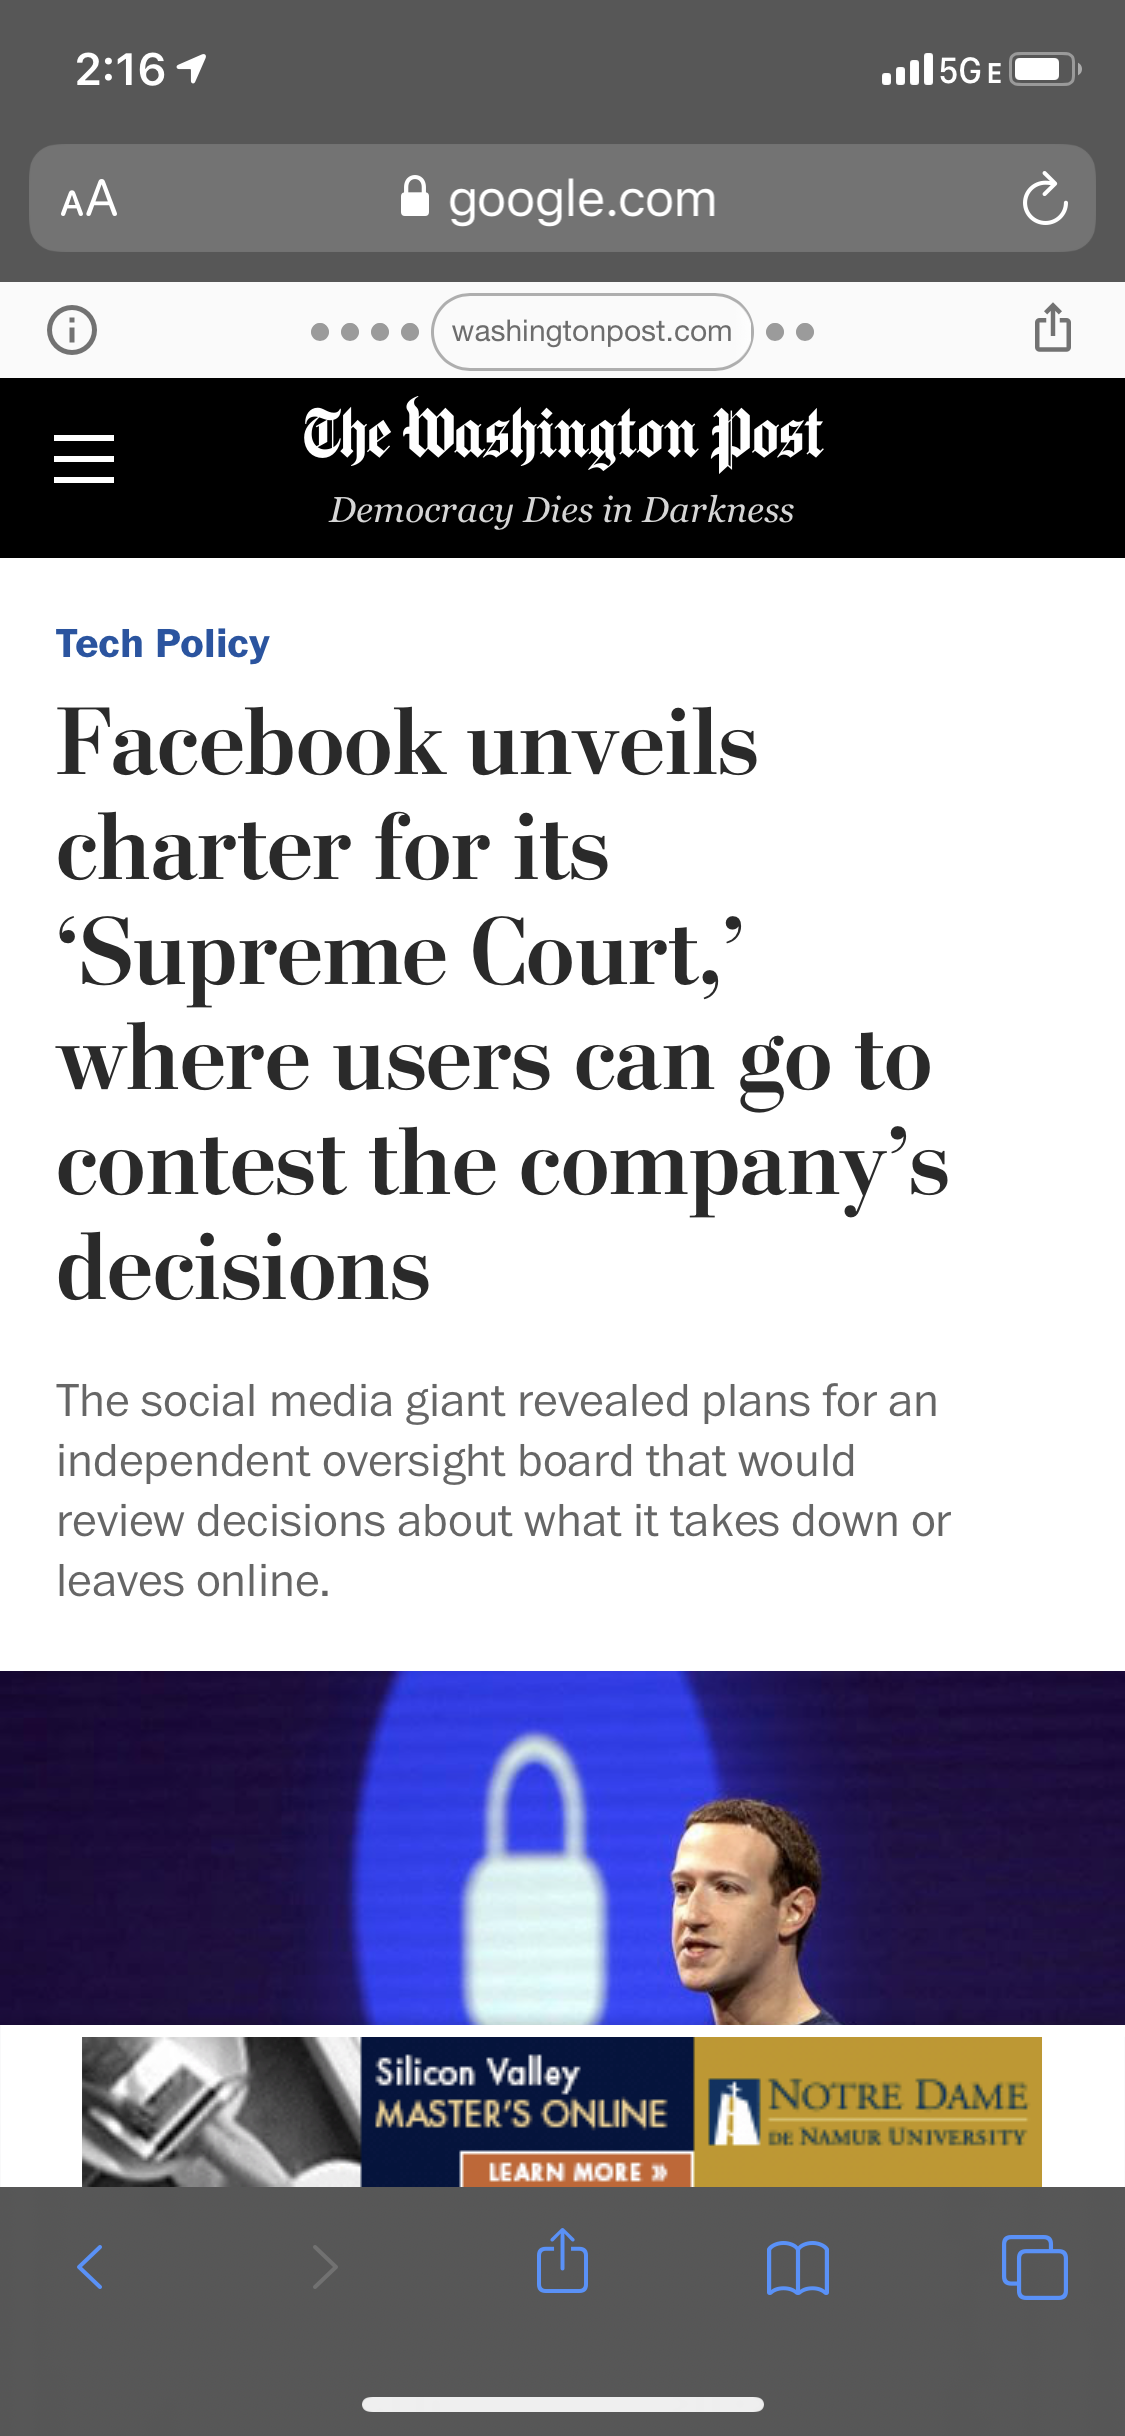 2:16
5GE
AA google.com
washingtonpost.com
The Washington Post
Democracy Dies in Darkness
Tech Policy
Facebook unveils
charter for its
‘Supreme Court,’
where users can go to
contest the company’s
decisions
The social media giant revealed plans for an
independent oversight board that would
review decisions about what it takes down or
leaves online.
Silicon Valley
MASTER'S ONLINE
LEARN MORE »
NOTRE DAME
DE NAMUR UNIVERSITY